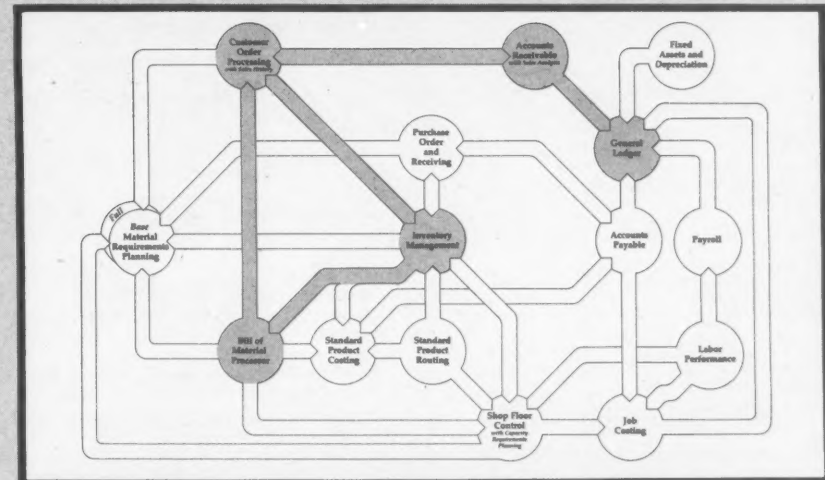 Customer
Order
Processing
with Sales History
Accounts
Receivable
with Sales Analysis
Fixed
Assets and
Depreciation
Purchase
Order
and
Receiving
General
Ledger
Full
Base
Material
Requirements
Planning
Inventory
Management
Accounts
Payable
Payroll
Bill of
Material
Processor
Standard
Product
Costing
Standard
Product
Routing
Labor
Performance
Shop Floor
Control
with Capacity
Requirements
Planning
Job
Costing